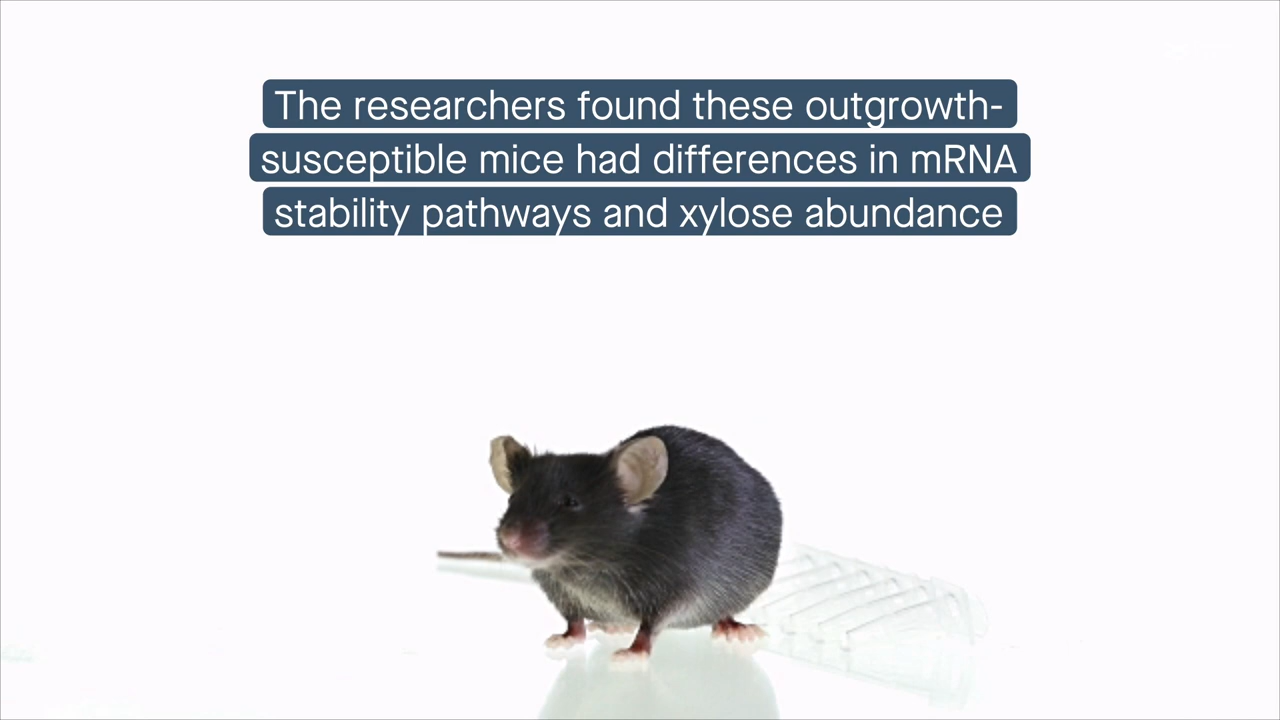 The researchers found these outgrowth-
susceptible mice had differences in mRNA
stability pathways and xylose abundance